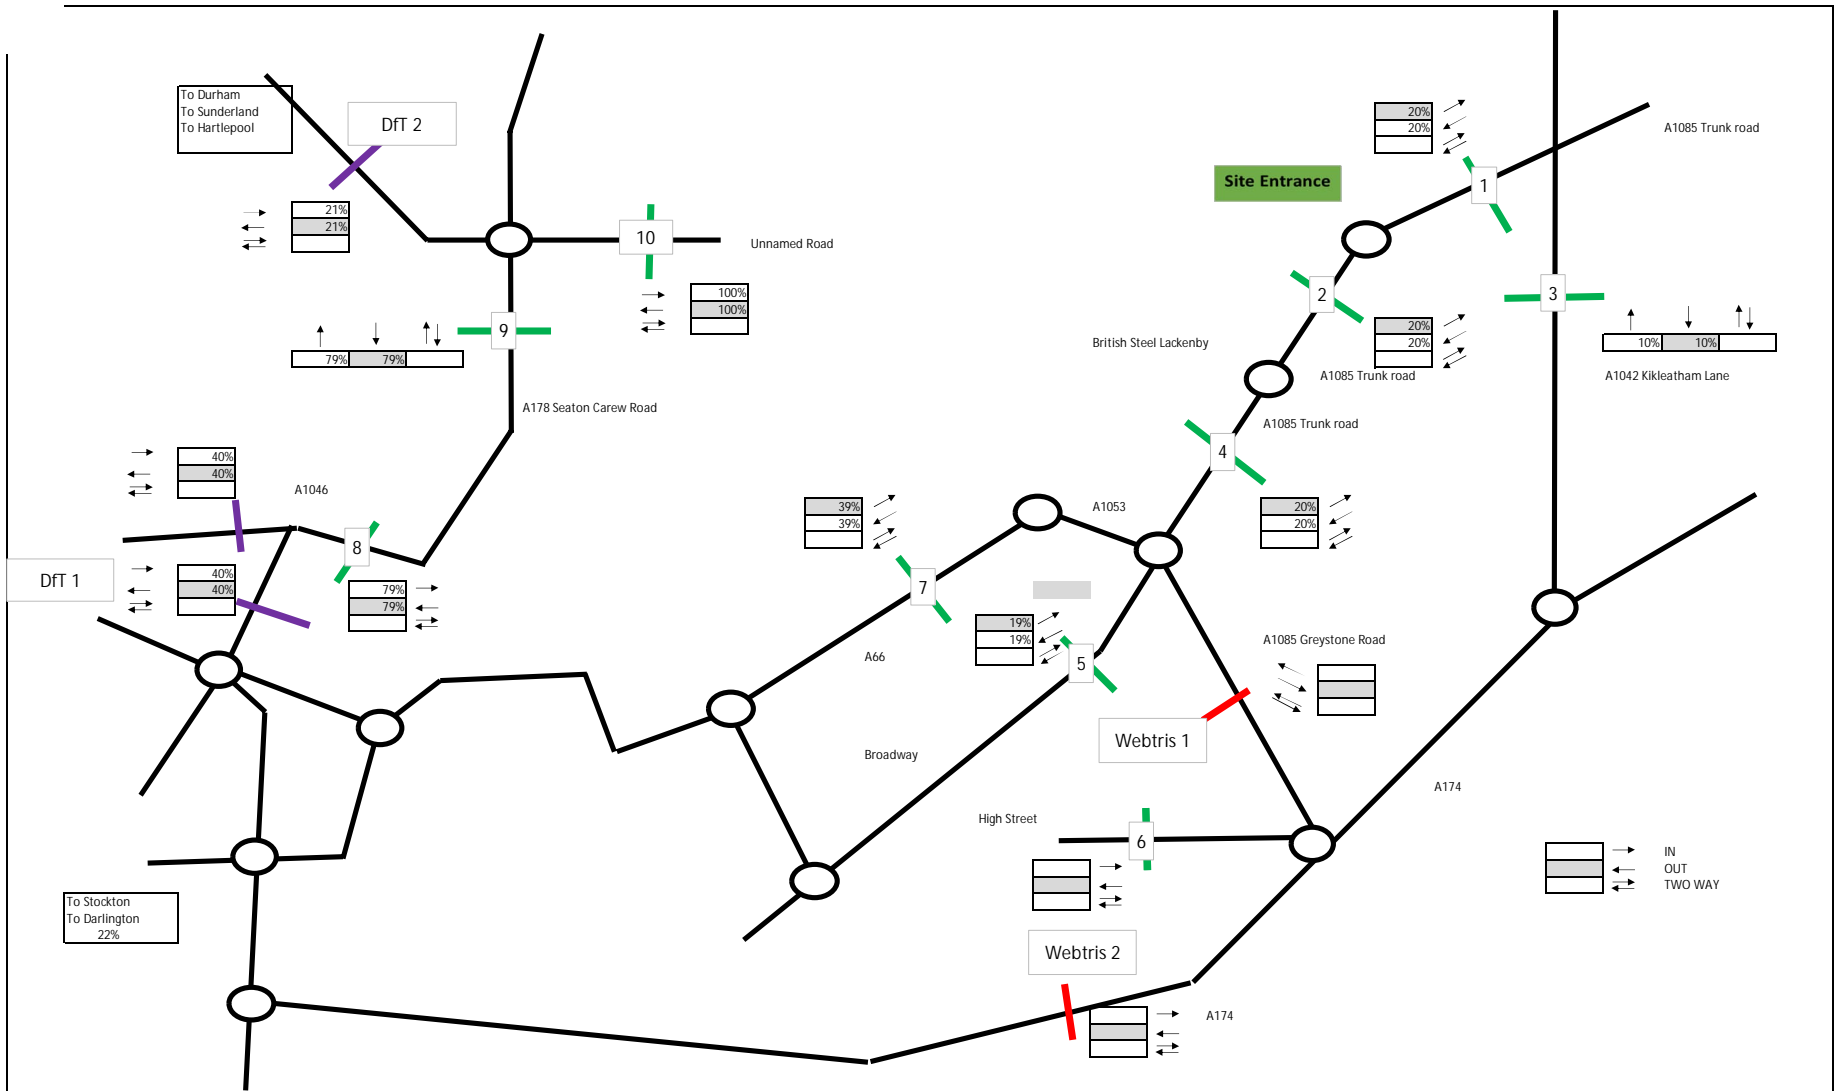 To Durham
To Sunderland
To Hartlepool
DfT 2
21%
21%
10
Unnamed Road
100%
100%
9
79%
79%
A178 Seaton Carew Road
20%
20%
A1085 Trunk road
Site Entrance
1
2
3
20%
20%
British Steel Lackenby
A1085 Trunk road
10%
10%
A1042 Kikleatham Lane
A1085 Trunk road
4
40%
40%
A1046
8
DfT 1
40%
40%
79%
79%
39%
39%
A1053
20%
20%
7
19%
19%
5
A66
A1085 Greystone Road
Webtris 1
Broadway
A174
High Street
6
IN
OUT
TWO WAY
To Stockton
To Darlington
22%
Webtris 2
A174